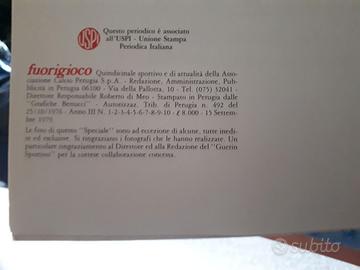 USPI
Questo periodico è associato
all'USPI - Unione Stampa
Periodica Italiana
fuorigioco Quindicinale sportivo e di attualità della Asso-
ciazione Calcio Perugia S.p.A. - Redazione, Amministrazione, Pub-
blicità in Perugia 06100 - Via della Pallotta, 10 - Tel. (075) 32041 -
Direttore Responsabile Roberto di Meo - Stampato in Perugia dalle
"Grafiche Benucci" - Autorizzaz. Trib. di Perugia n. 492 del
25/10/1976 - Anno III N. 1-2-3-4-5-6-7-8-9-10 - £ 8.000 - 15 Settem-
bre 1979
Le foto di questo "Speciale" sono ad eccezione di alcune, tutte inedi-
te ed esclusive. Si ringraziano i fotografi che le hanno realizzate. Un
particolare ringraziamento al Direttore ed alla Redazione del "Guerin
Sportivo" per la cortese collaborazione concessa.
subito